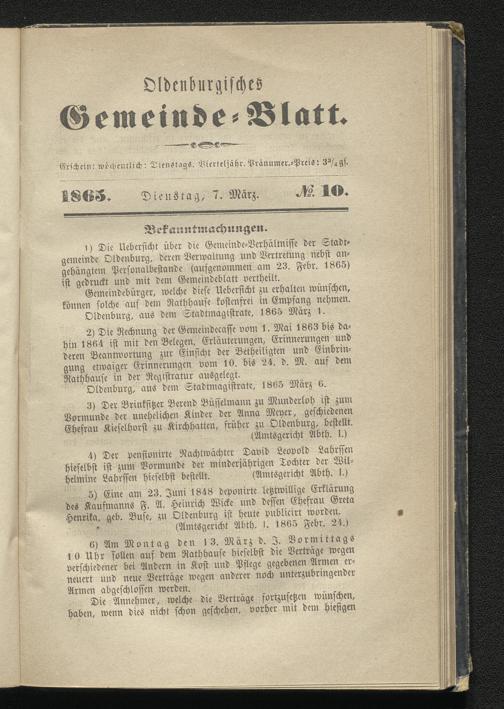 Oldenburgisches
Gemeinde-Blatt.
Erscheint wöchentlich: Dienstags. Vierteljähr. Pränumer.-Preis: 3¾ gs.
1865. Dienstag, 7. März. № 10.
Bekanntmachungen.
1) Die Uebersicht über die Gemeinde-Verhältnisse der Stadt-
gemeinde Oldenburg, deren Verwaltung und Vertretung nebst an-
gehängtem Personalbestande (aufgenommen am 23. Febr. 1865)
ist gedruckt und mit dem Gemeindeblatt vertheilt.
Gemeindebürger, welche diese Uebersicht zu erhalten wünschen,
können solche auf dem Rathhause kostenfrei in Empfang nehmen.
Oldenburg, aus dem Stadtmagistrate, 1865 März 1.
2) Die Rechnung der Gemeindecasse vom 1. Mai 1863 bis da-
hin 1864 ist mit den Belegen, Erläuterungen, Erinnerungen und
deren Beantwortung zur Einsicht der Betheiligten und Einbrin-
gung etwaiger Erinnerungen vom 10. bis 24. d. M. auf dem
Rathhause in der Registratur ausgelegt.
Oldenburg, aus dem Stadtmagistrate, 1865 März 6.
3) Der Brinksitzer Berend Büsselmann zu Munderloh ist zum
Vormunde der unehelichen Kinder der Anna Meyer, geschiedenen
Ehefrau Kieselhorst zu Kirchhatten, früher zu Oldenburg, bestellt.
(Amtsgericht Abth. I.)
4) Der pensionirte Nachtwächter David Leopold Lahrssen
hieselbst ist zum Vormunde der minderjährigen Tochter der Wil-
helmine Lahrssen hieselbst bestellt. (Amtsgericht Abth. I.)
5) Eine am 23. Juni 1848 deponirte letztwillige Erklärung
des Kaufmanns F. A. Heinrich Wicke und dessen Ehefrau Greta
Henrika, geb. Buse, zu Oldenburg ist heute publicirt worden.
(Amtsgericht Abth. I. 1865 Febr. 24.)
6) Am Montag den 13. März d. J. Vormittags
10 Uhr sollen auf dem Rathhause hieselbst die Verträge wegen
verschiedener bei Andern in Kost und Pflege gegebenen Armen er-
neuert und neue Verträge wegen anderer noch unterzubringender
Armen abgeschlossen werden.
Die Annehmer, welche die Verträge fortzusetzen wünschen,
haben, wenn dies nicht schon geschehen, vorher mit dem hiesigen